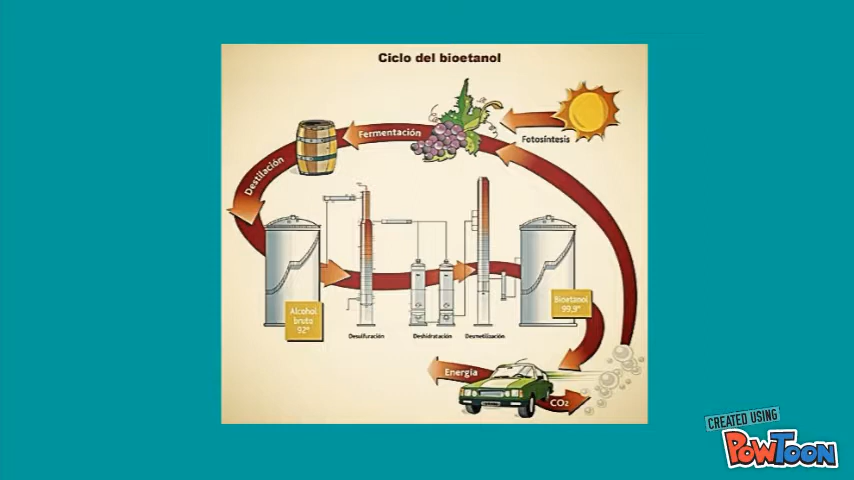 Ciclo del bioetanol
Fermentación
Fotosíntesis
Destilación
Alcohol
bruto
92º
Bioetanol
99,9º
Desulfuración
Deshidratación
Desmetilización
Energía
CO₂
CREATED USING
POWTOON